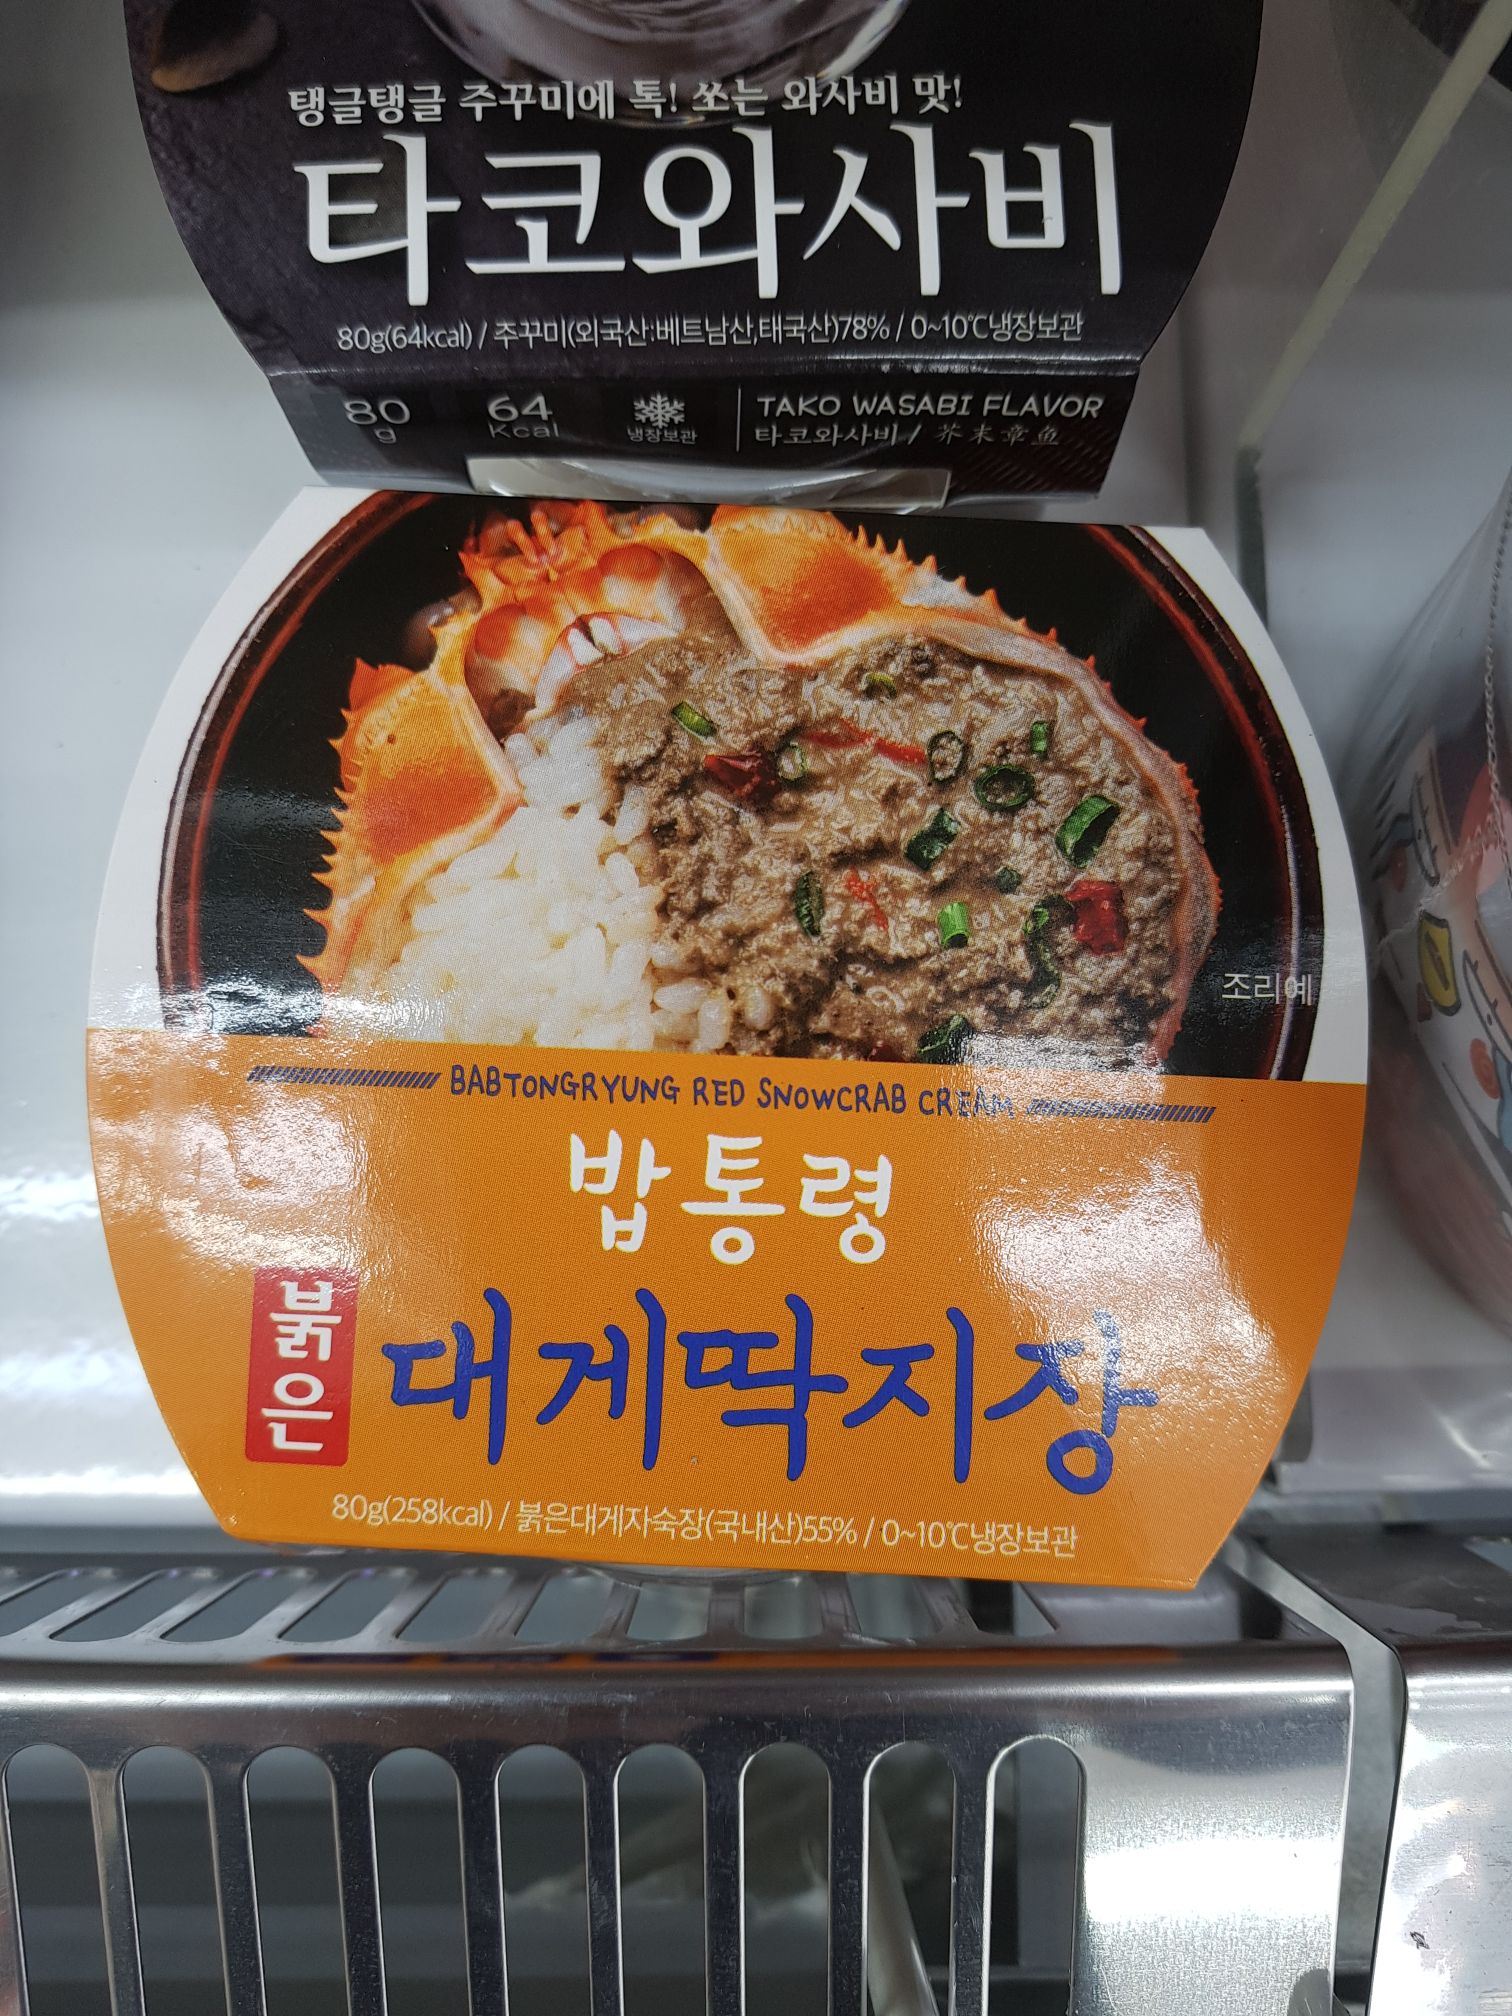 탱글탱글 주꾸미에 톡! 쏘는 와사비 맛!
타코와사비
80g(64kcal) / 주꾸미(외국산:베트남산,태국산)78% / 0~10℃냉장보관
80g 64Kcal 냉장보관 TAKO WASABI FLAVOR
타코와사비 / 芥末章鱼
조리예
BABTONGRYUNG RED SNOWCRAB CREAM
밥통령
붉은 대게딱지장
80g(258kcal) / 붉은대게자숙장(국내산)55% / 0~10℃냉장보관